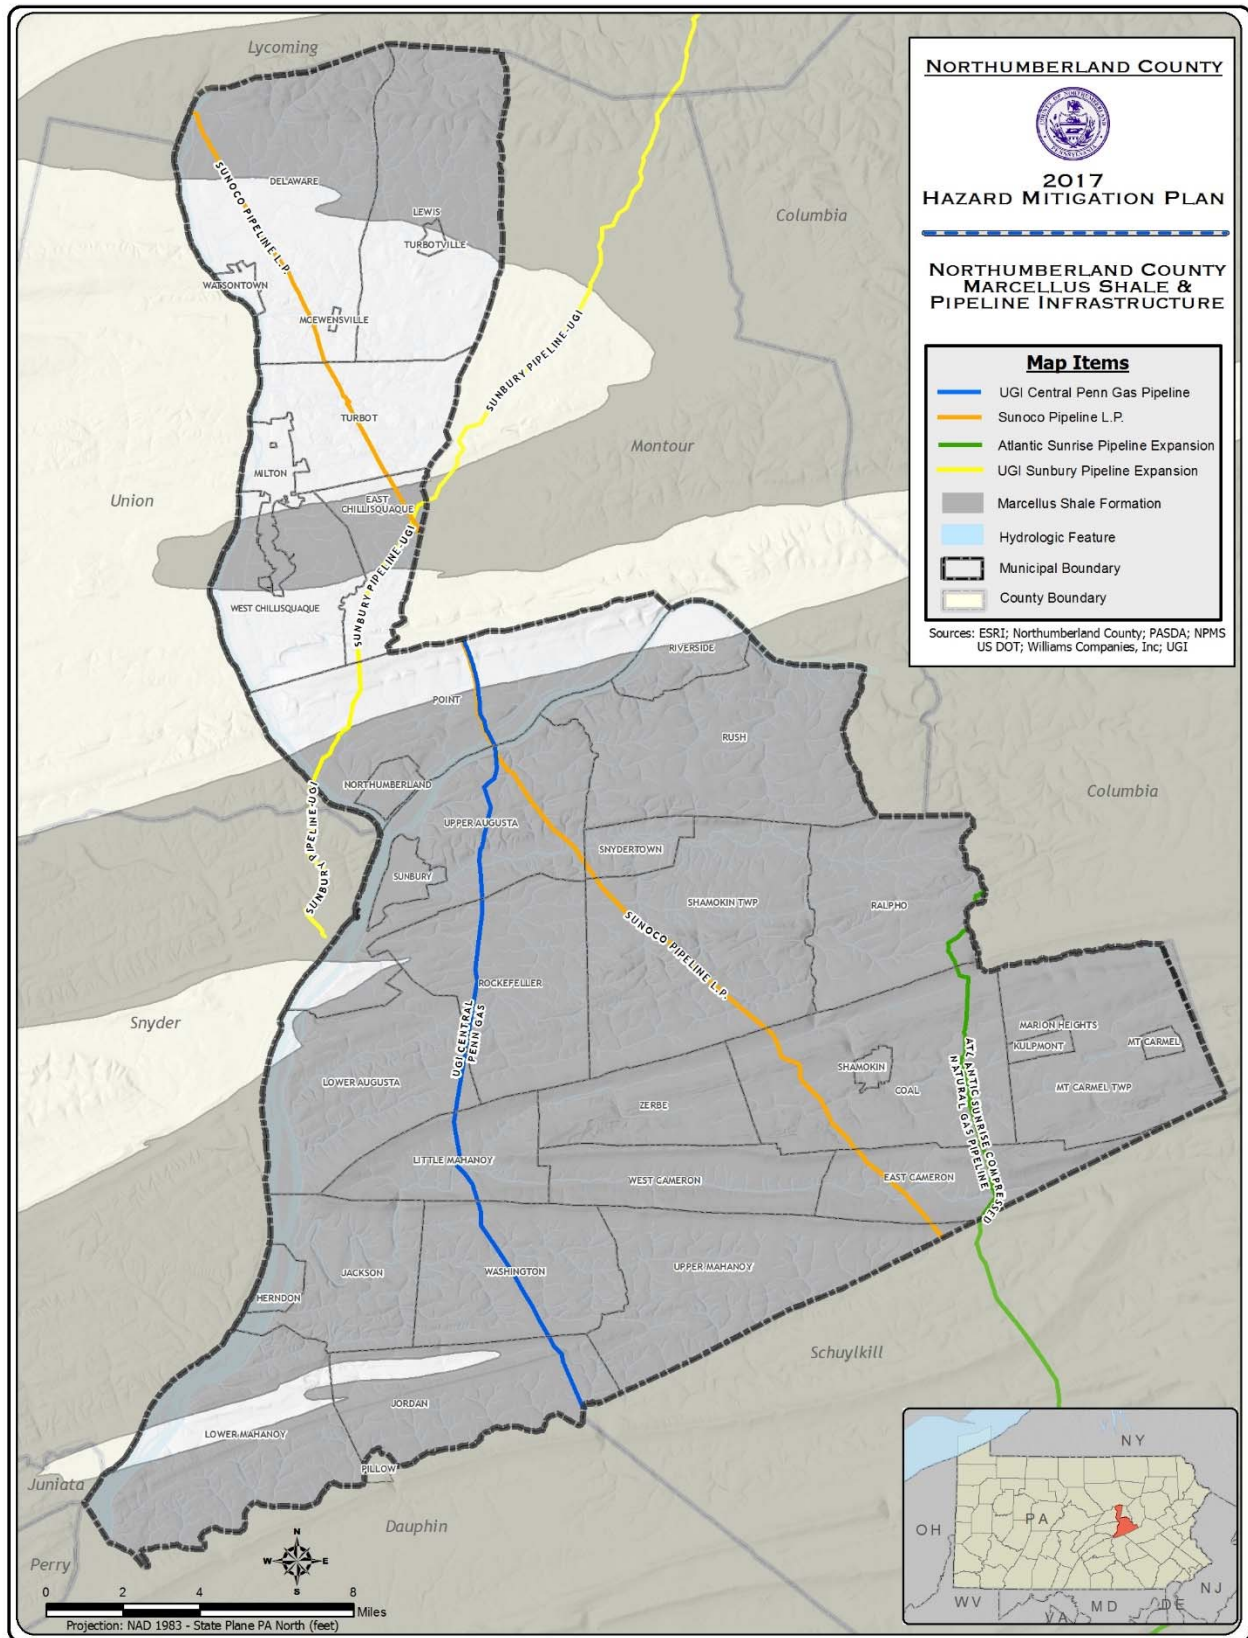 NORTHUMBERLAND COUNTY
COUNTY OF NORTHUMBERLAND
PENNSYLVANIA
2017
HAZARD MITIGATION PLAN
NORTHUMBERLAND COUNTY
MARCELLUS SHALE &
PIPELINE INFRASTRUCTURE
Map Items
UGI Central Penn Gas Pipeline
Sunoco Pipeline L.P.
Atlantic Sunrise Pipeline Expansion
UGI Sunbury Pipeline Expansion
Marcellus Shale Formation
Hydrologic Feature
Municipal Boundary
County Boundary
Sources: ESRI; Northumberland County; PASDA; NPMS
US DOT; Williams Companies, Inc; UGI
Lycoming
SUNOCO PIPELINE L.P.
DELAWARE
LEWIS
TURBOTVILLE
Columbia
WATSONTOWN
MCEWENSVILLE
SUNBURY PIPELINE-UGI
TURBOT
Montour
MILTON
Union
EAST
CHILLISQUAQUE
SUNBURY PIPELINE-UGI
WEST CHILLISQUAQUE
RIVERSIDE
POINT
RUSH
NORTHUMBERLAND
Columbia
SUNBURY PIPELINE-UGI
UPPER AUGUSTA
SNYDERTOWN
SUNBURY
SHAMOKIN TWP
RALPHO
SUNOCO PIPELINE L.P.
ROCKEFELLER
Snyder
UGI CENTRAL
PENN GAS
MARION HEIGHTS
KULPMONT
MT CARMEL
LOWER AUGUSTA
SHAMOKIN
COAL
MT CARMEL TWP
ATLANTIC SUNRISE COMPRESSED
NATURAL GAS PIPELINE
ZERBE
LITTLE MAHANOY
WEST CAMERON
EAST CAMERON
JACKSON
WASHINGTON
UPPER MAHANOY
HERNDON
Schuylkill
JORDAN
LOWER MAHANOY
PILLOW
Juniata
Dauphin
Perry
N
W
E
S
0 2 4 8
Miles
Projection: NAD 1983 - State Plane PA North (feet)
NY
PA
OH
NJ
WV
MD
DE
VA